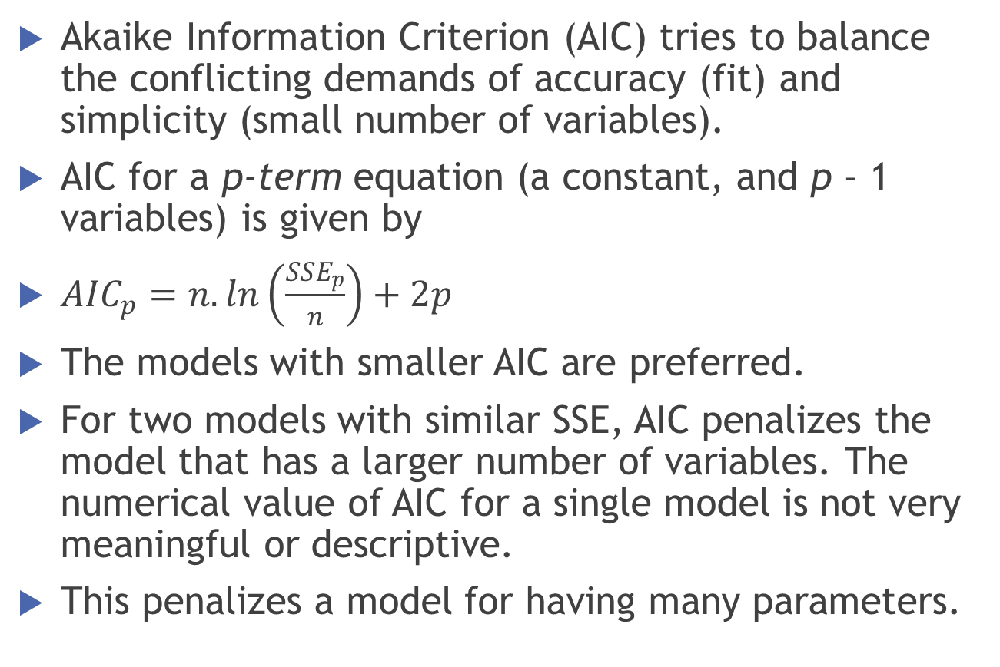 Akaike Information Criterion (AIC) tries to balance
the conflicting demands of accuracy (fit) and
simplicity (small number of variables).
AIC for a p-term equation (a constant, and p – 1
variables) is given by
AIC_p = n. ln (SSE_p / n) + 2p
The models with smaller AIC are preferred.
For two models with similar SSE, AIC penalizes the
model that has a larger number of variables. The
numerical value of AIC for a single model is not very
meaningful or descriptive.
This penalizes a model for having many parameters.